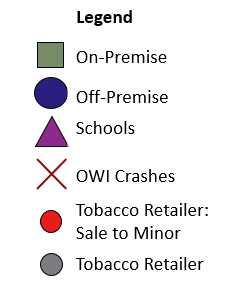 Legend
On-Premise
Off-Premise
Schools
OWI Crashes
Tobacco Retailer:
Sale to Minor
Tobacco Retailer